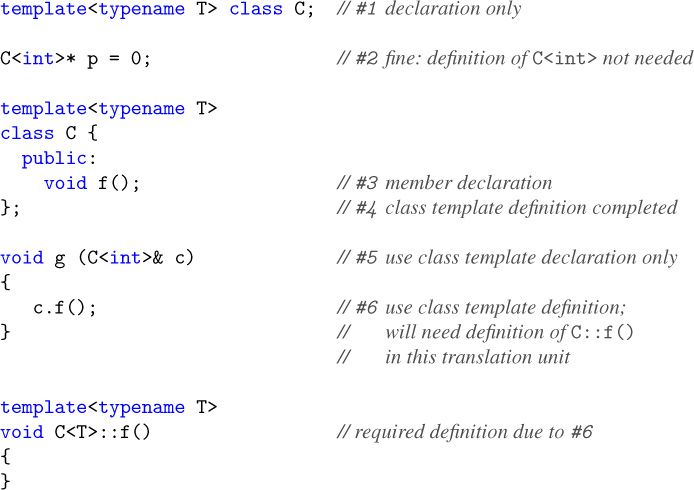 template<typename T> class C; // #1 declaration only
C<int>* p = 0; // #2 fine: definition of C<int> not needed
template<typename T>
class C {
public:
void f(); // #3 member declaration
}; // #4 class template definition completed
void g (C<int>& c) // #5 use class template declaration only
{
c.f(); // #6 use class template definition;
} // will need definition of C::f()
// in this translation unit
template<typename T>
void C<T>::f() // required definition due to #6
{
}